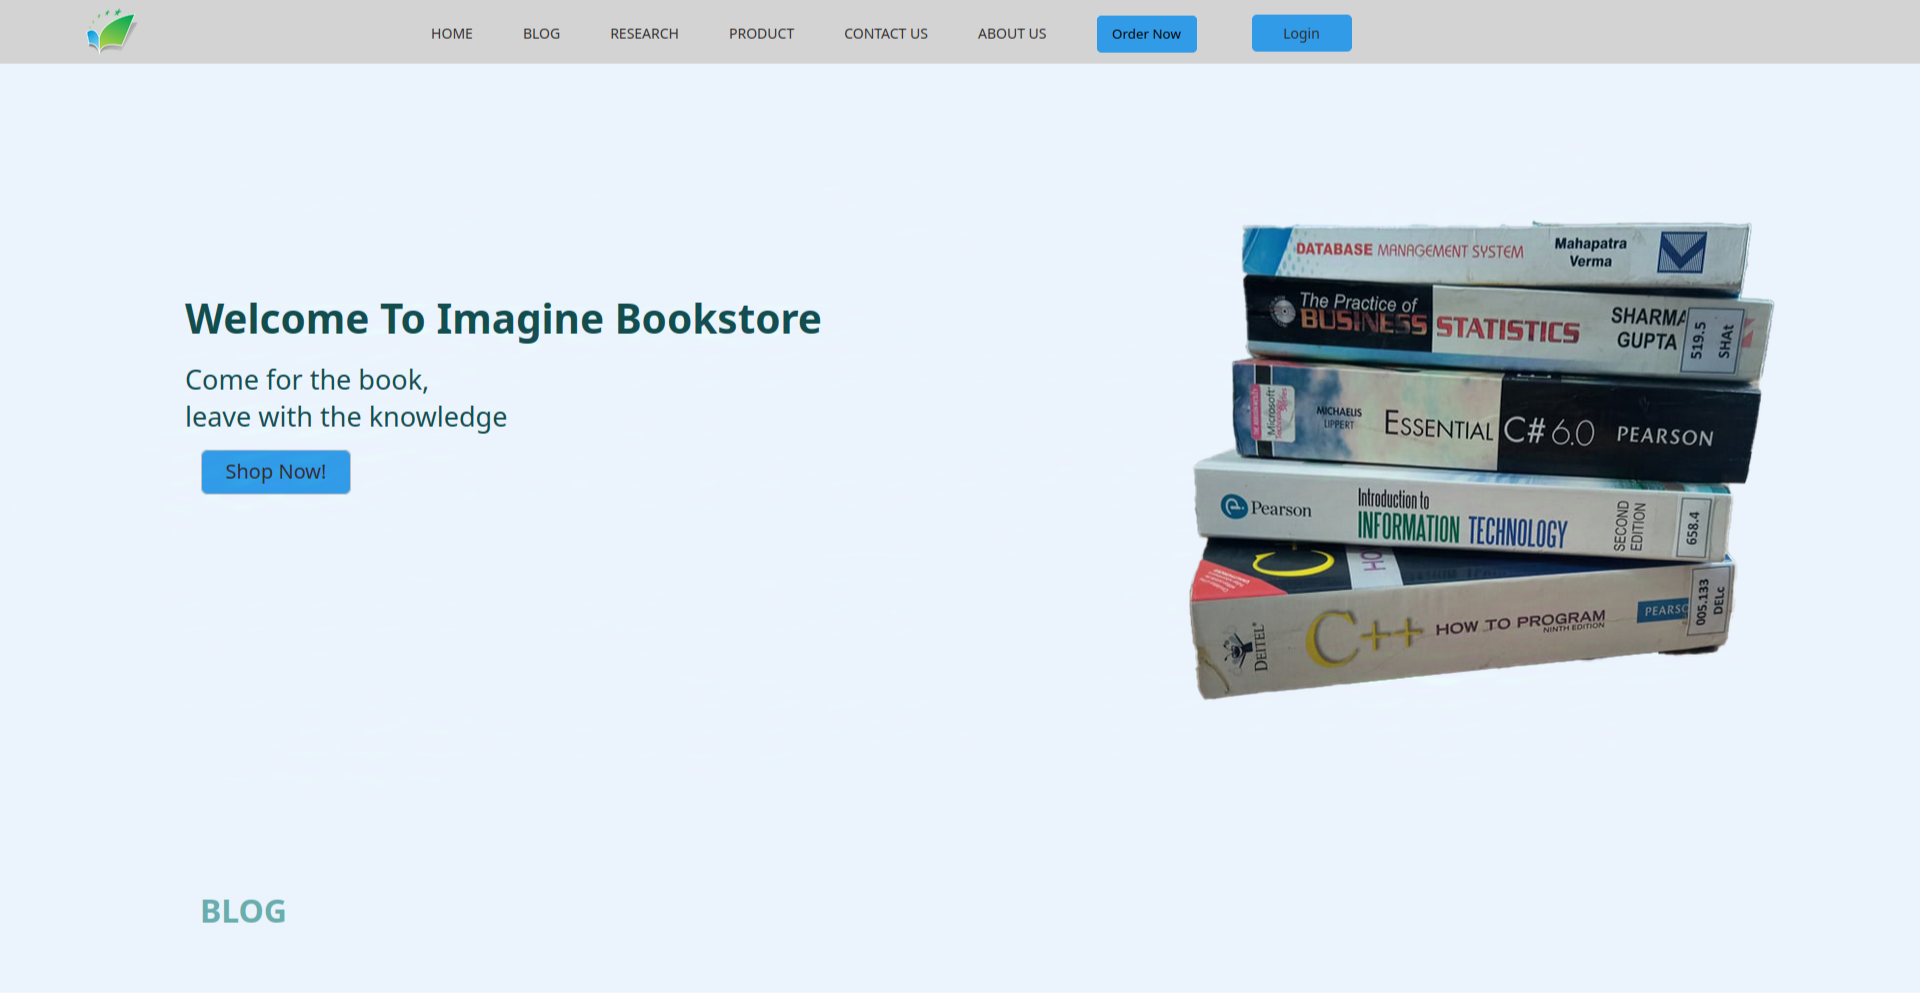 HOME
BLOG
RESEARCH
PRODUCT
CONTACT US
ABOUT US
Order Now
Login
Welcome To Imagine Bookstore
Come for the book,
leave with the knowledge
Shop Now!
DATABASE MANAGEMENT SYSTEM
Mahapatra
Verma
The Practice of
BUSINESS STATISTICS
SHARMA
GUPTA
519.5
SHAt
Microsoft
MICHAELIS
LIPPERT
ESSENTIAL C# 6.0
PEARSON
Pearson
Introduction to
INFORMATION TECHNOLOGY
SECOND
EDITION
658.4
C
HO
DEITEL
C++ HOW TO PROGRAM
NINTH EDITION
PEARSO
005.133
DELc
BLOG